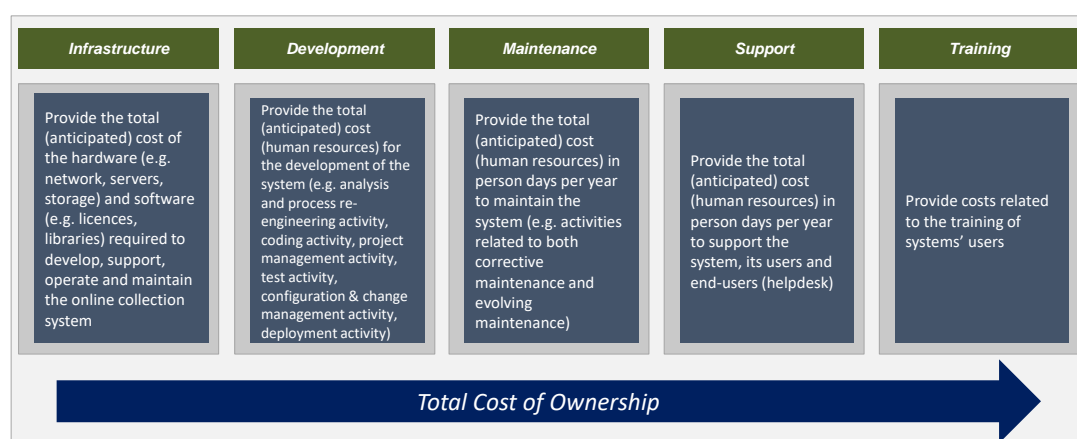 Infrastructure
Development
Maintenance
Support
Training
Provide the total
(anticipated) cost of
the hardware (e.g.
network, servers,
storage) and software
(e.g. licences,
libraries) required to
develop, support,
operate and maintain
the online collection
system
Provide the total
(anticipated) cost
(human resources) for
the development of the
system (e.g. analysis
and process re-
engineering activity,
coding activity, project
management activity,
test activity,
configuration & change
management activity,
deployment activity)
Provide the total
(anticipated) cost
(human resources) in
person days per year
to maintain the
system (e.g. activities
related to both
corrective
maintenance and
evolving
maintenance)
Provide the total
(anticipated) cost
(human resources) in
person days per year
to support the
system, its users and
end-users (helpdesk)
Provide costs related
to the training of
systems’ users
Total Cost of Ownership